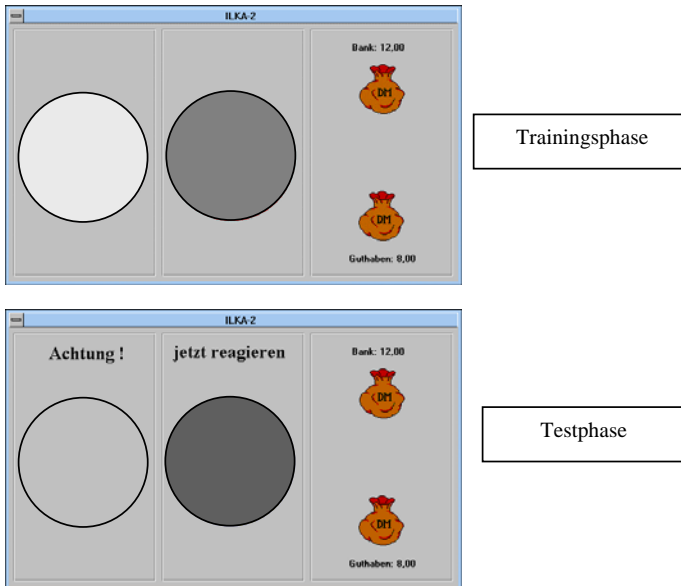 ILKA-2
Bank: 12,00
DM
DM
Guthaben: 8,00
Trainingsphase
ILKA-2
Achtung !
jetzt reagieren
Bank: 12,00
DM
DM
Guthaben: 8,00
Testphase